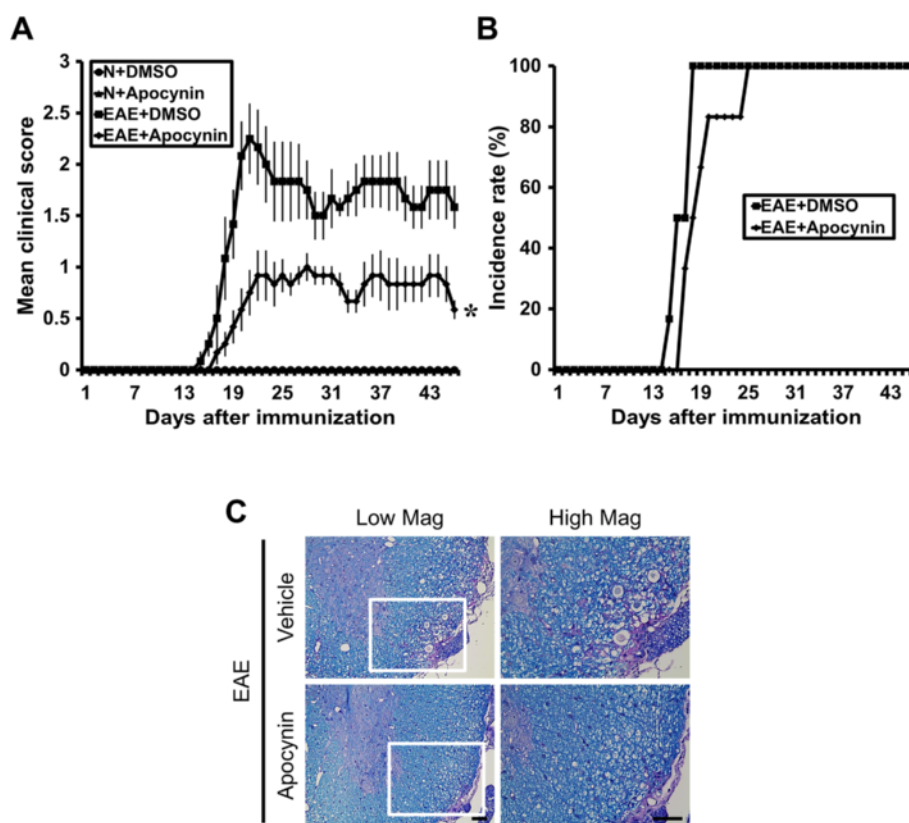 A
3
2.5
2
1.5
1
0.5
0
Mean clinical score
N+DMSO
N+Apocynin
EAE+DMSO
EAE+Apocynin
*
1 7 13 19 25 31 37 43
Days after immunization
B
100
80
60
40
20
0
Incidence rate (%)
EAE+DMSO
EAE+Apocynin
1 7 13 19 25 31 37 43
Days after immunization
C
Low Mag High Mag
EAE
Vehicle
Apocynin